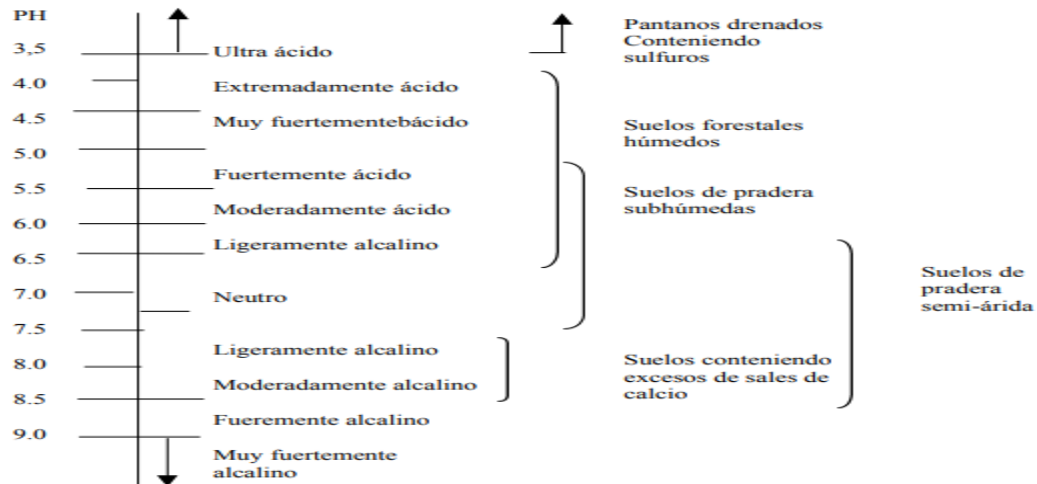 PH
3,5
4.0
4.5
5.0
5.5
6.0
6.5
7.0
7.5
8.0
8.5
9.0
Ultra ácido
Extremadamente ácido
Muy fuertementebácido
Fuertemente ácido
Moderadamente ácido
Ligeramente alcalino
Neutro
Ligeramente alcalino
Moderadamente alcalino
Fueremente alcalino
Muy fuertemente
alcalino
Pantanos drenados
Conteniendo
sulfuros
Suelos forestales
húmedos
Suelos de pradera
subhúmedas
Suelos conteniendo
excesos de sales de
calcio
Suelos de
pradera
semi-árida